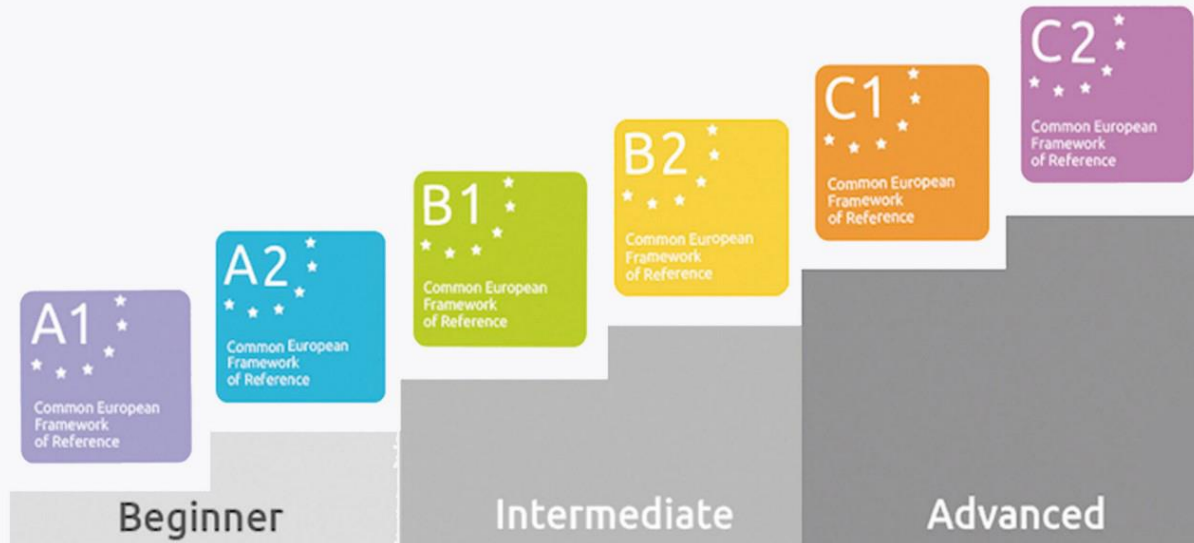 A1
Common European
Framework
of Reference
A2
Common European
Framework
of Reference
B1
Common European
Framework
of Reference
B2
Common European
Framework
of Reference
C1
Common European
Framework
of Reference
C2
Common European
Framework
of Reference
Beginner
Intermediate
Advanced